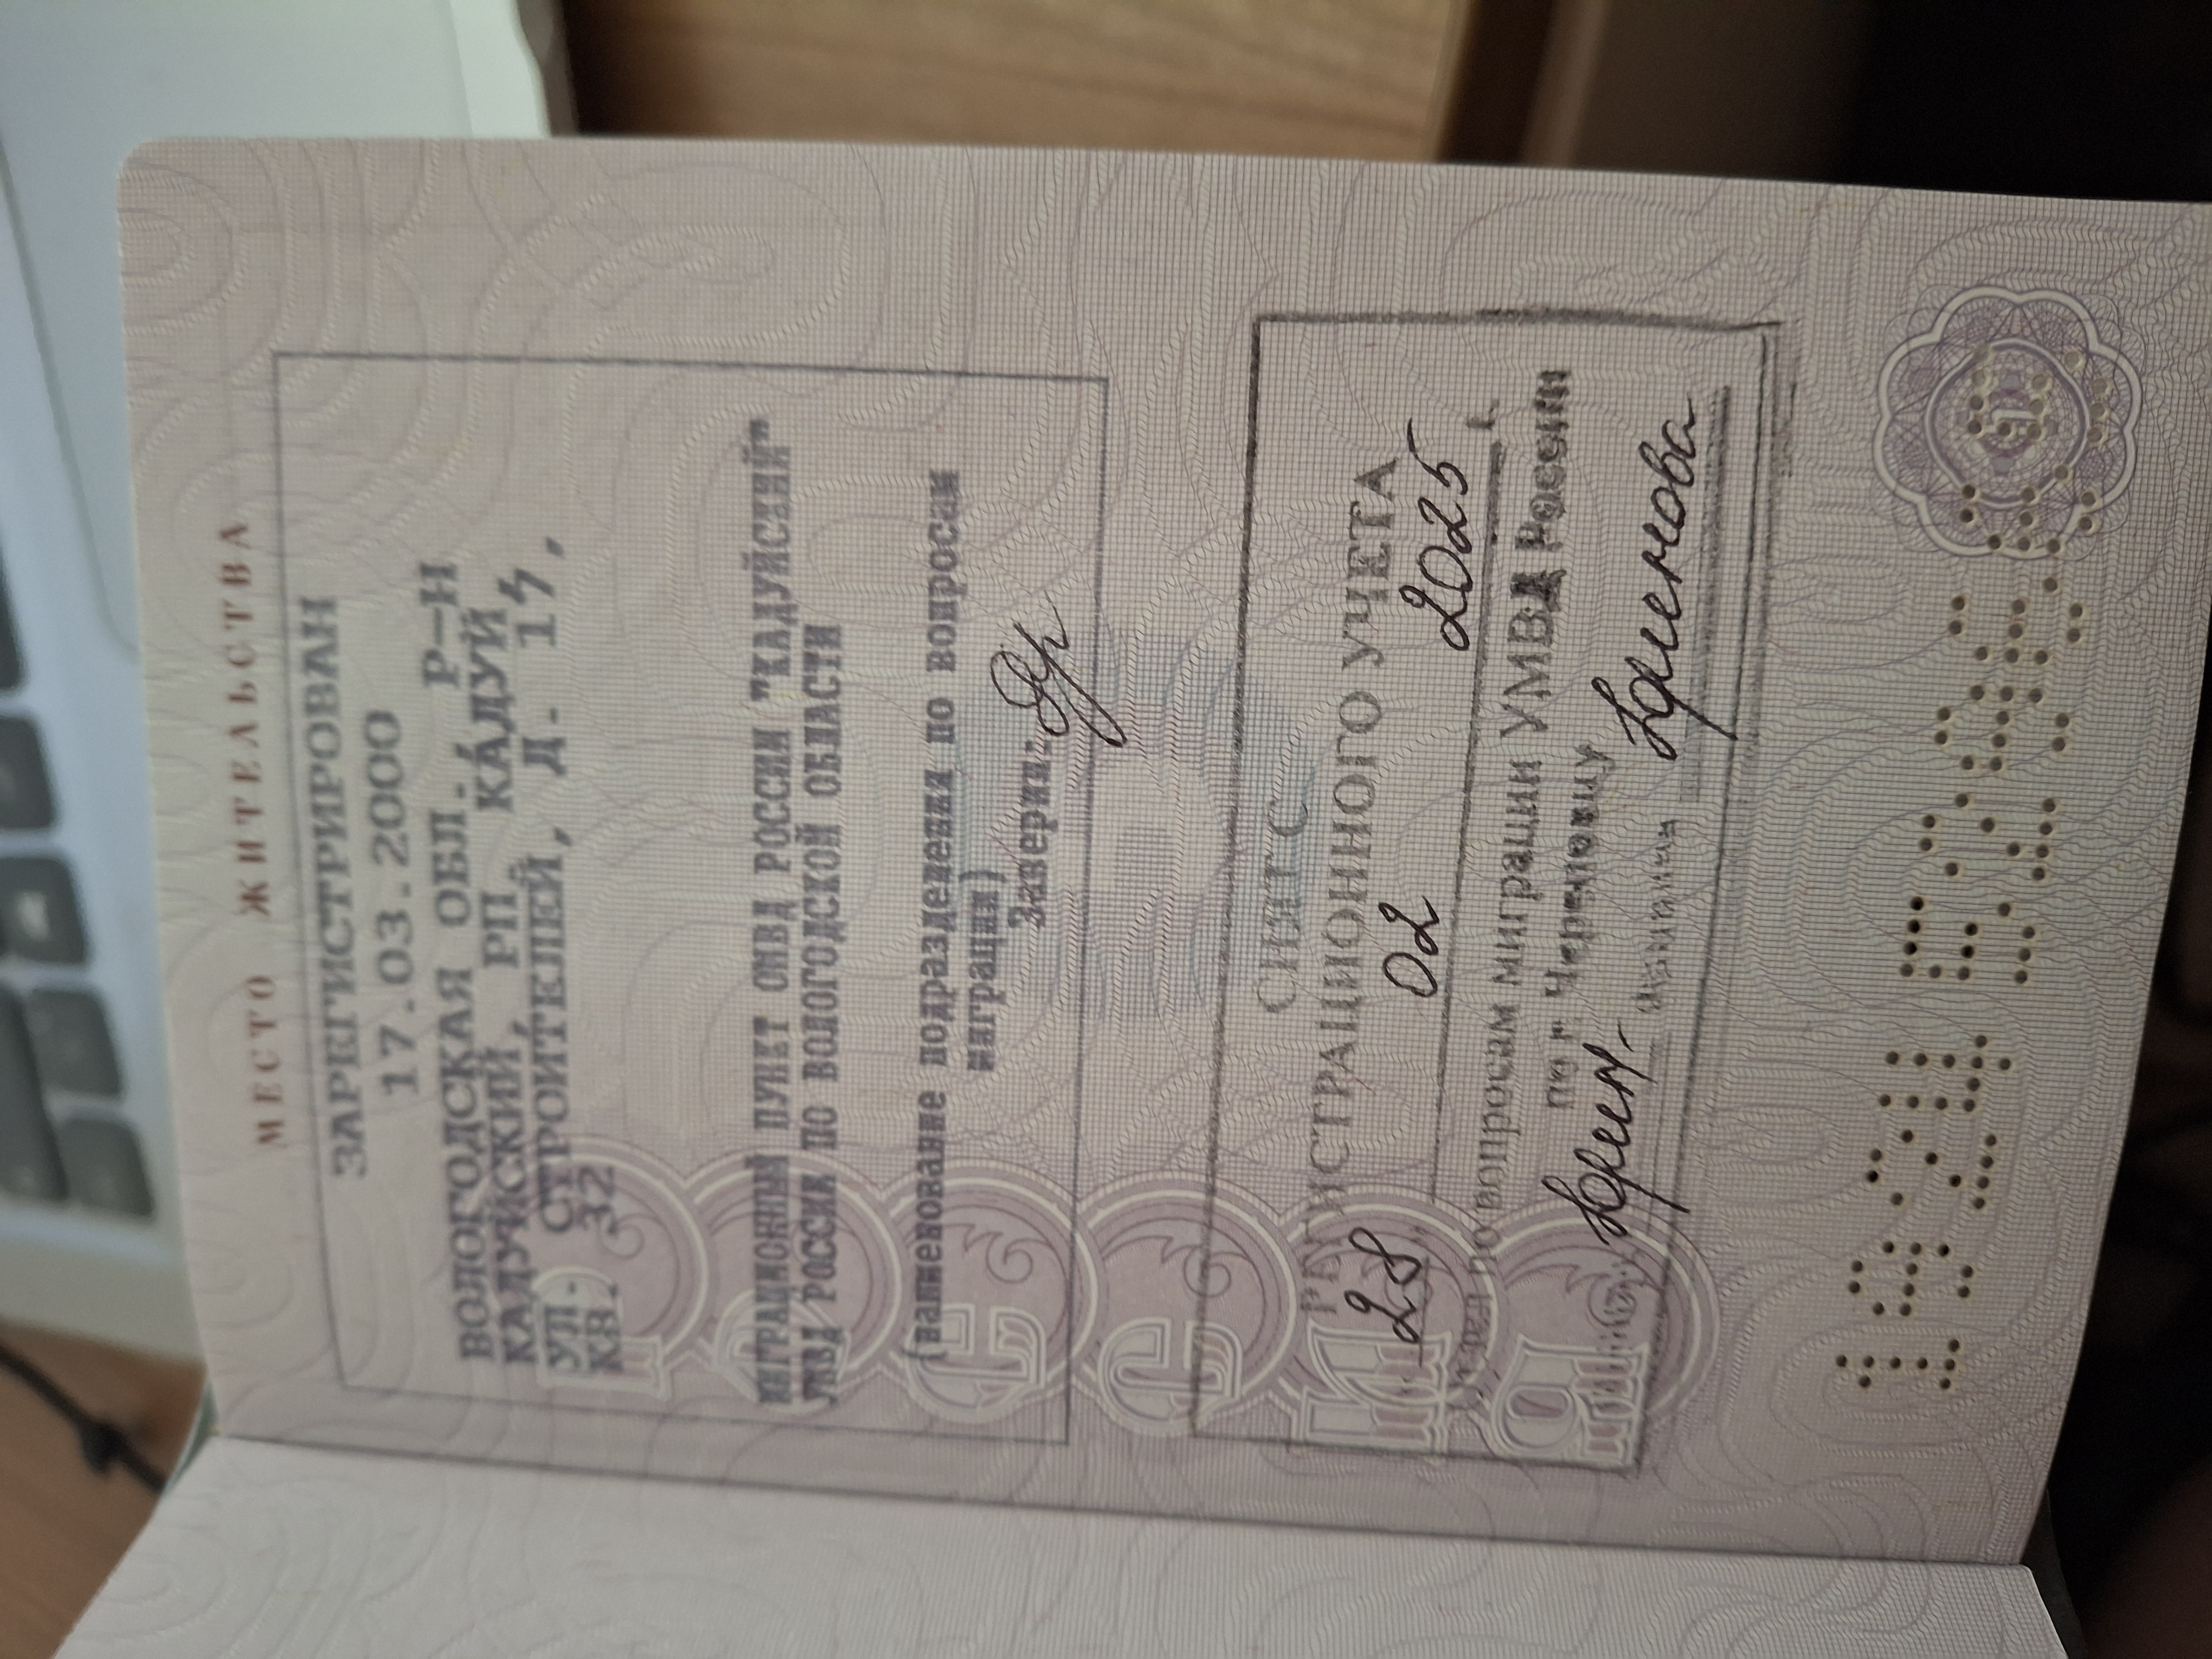 МЕСТО ЖИТЕЛЬСТВА
ЗАРЕГИСТРИРОВАН
17.03.2000
ВОЛОГОДСКАЯ ОБЛ., Р-Н
КАДУЙСКИЙ, РП. КАДУЙ,
УЛ. СТРОИТЕЛЕЙ, Д. 17,
КВ. 32
МИГРАЦИОННЫЙ ПУНКТ ОМВД РОССИИ "КАДУЙСКИЙ"
УМВД РОССИИ ПО ВОЛОГОДСКОЙ ОБЛАСТИ
(наименование подразделения по вопросам
миграции)
Заверил:
СНЯТ С
РЕГИСТРАЦИОННОГО УЧЕТА
28 02 2025 г.
Отдел по вопросам миграции УМВД России
по г. Череповцу